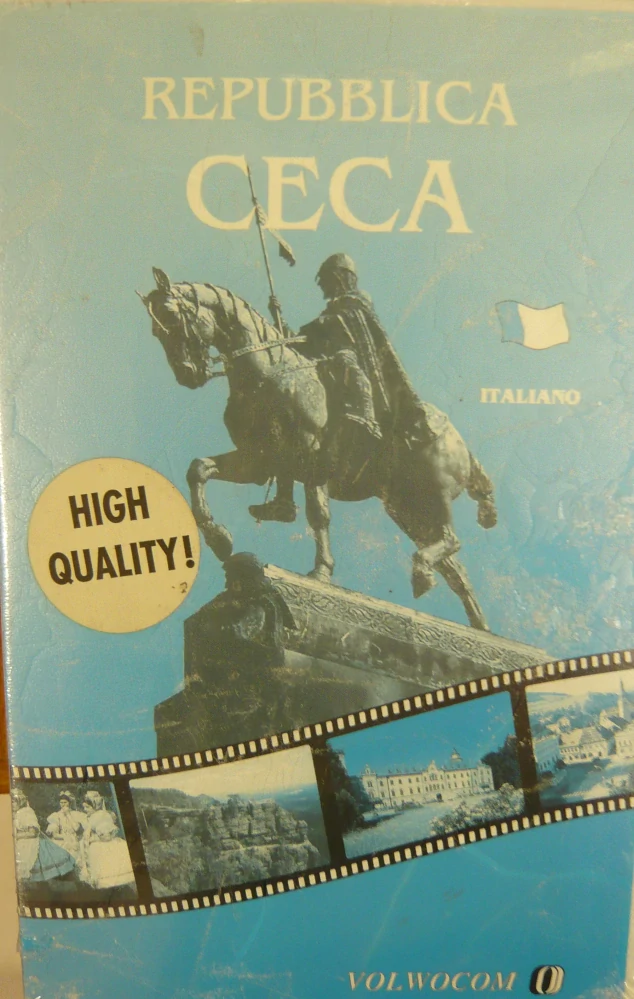 REPUBBLICA
CECA
ITALIANO
HIGH
QUALITY!
VOLWOCOM